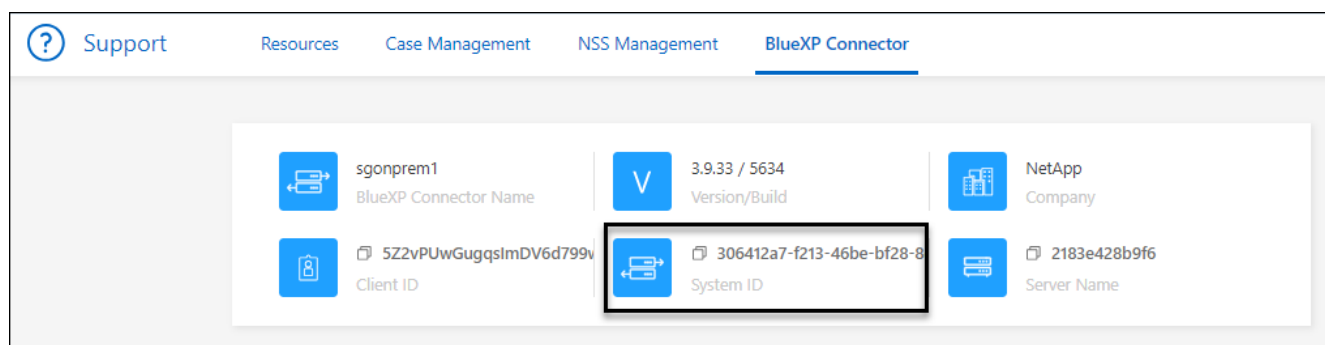 ? Support Resources Case Management NSS Management BlueXP Connector
sgonprem1 3.9.33 / 5634 NetApp
BlueXP Connector Name V Version/Build Company
5Z2vPUwGugqsImDV6d799 306412a7-f213-46be-bf28-8 2183e428b9f6
Client ID System ID Server Name